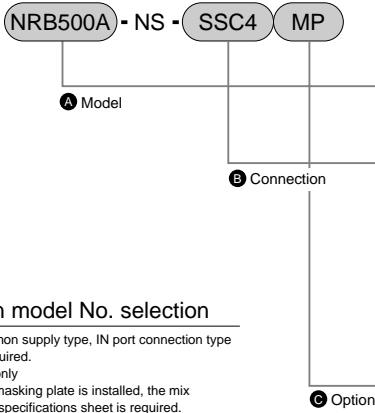 NRB500A - NS - SSC4 MP
A Model
B Connection
model No. selection
mon supply type, IN port connection type
uired.
only
masking plate is installed, the mix
specifications sheet is required.
C Option